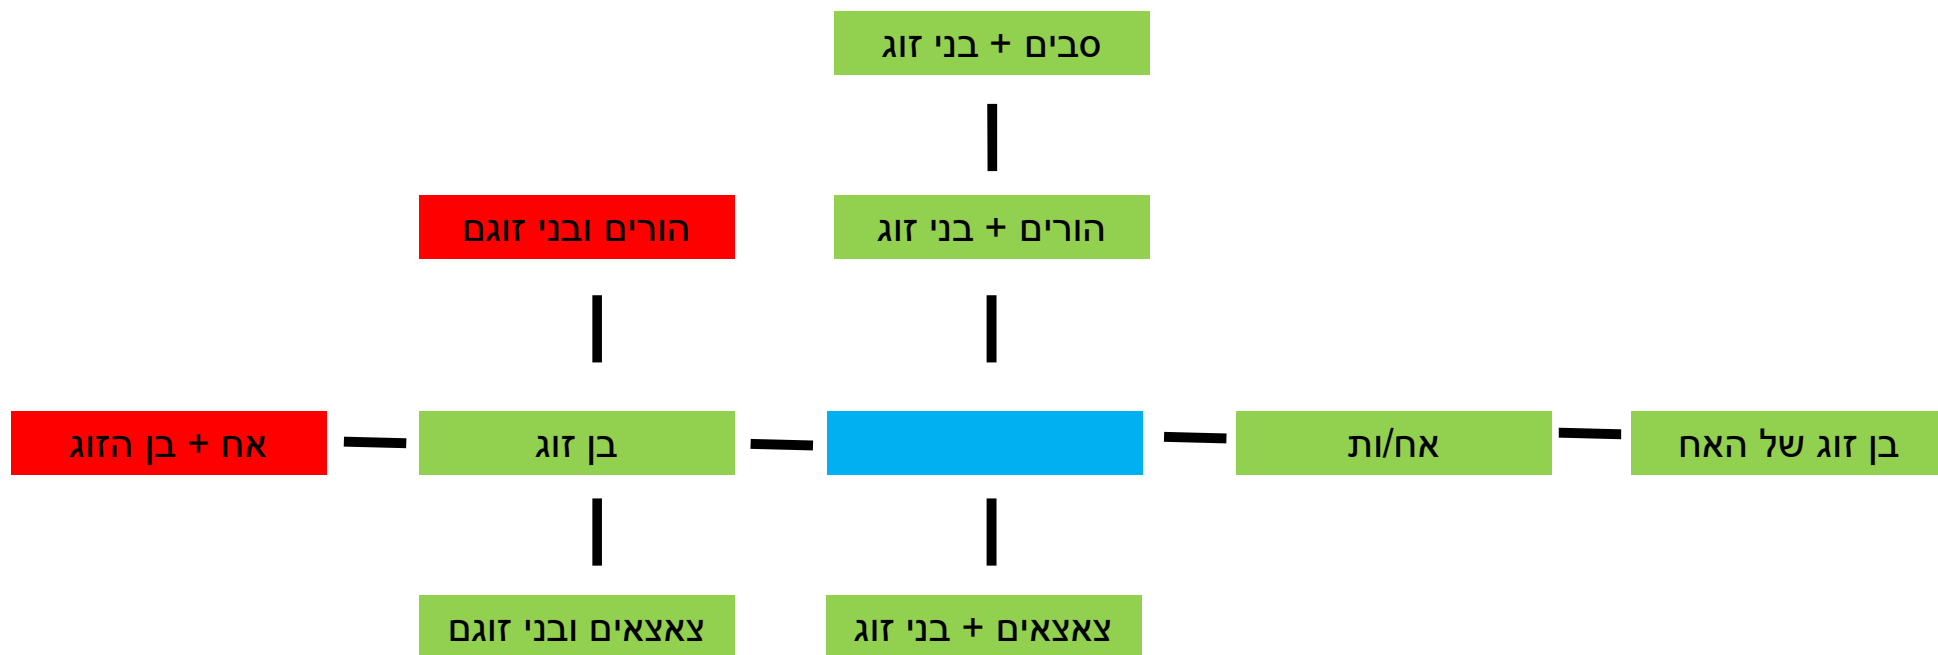 סבים + בני זוג
הורים + בני זוג
הורים ובני זוגם
בן זוג של האח
אח/ות
בן זוג
אח + בן הזוג
צאצאים + בני זוג
צאצאים ובני זוגם